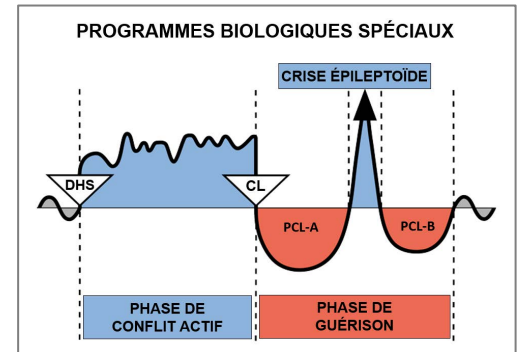 PROGRAMMES BIOLOGIQUES SPÉCIAUX
CRISE ÉPILEPTOÏDE
DHS
CL
PCL-A
PCL-B
PHASE DE
CONFLIT ACTIF
PHASE DE
GUÉRISON